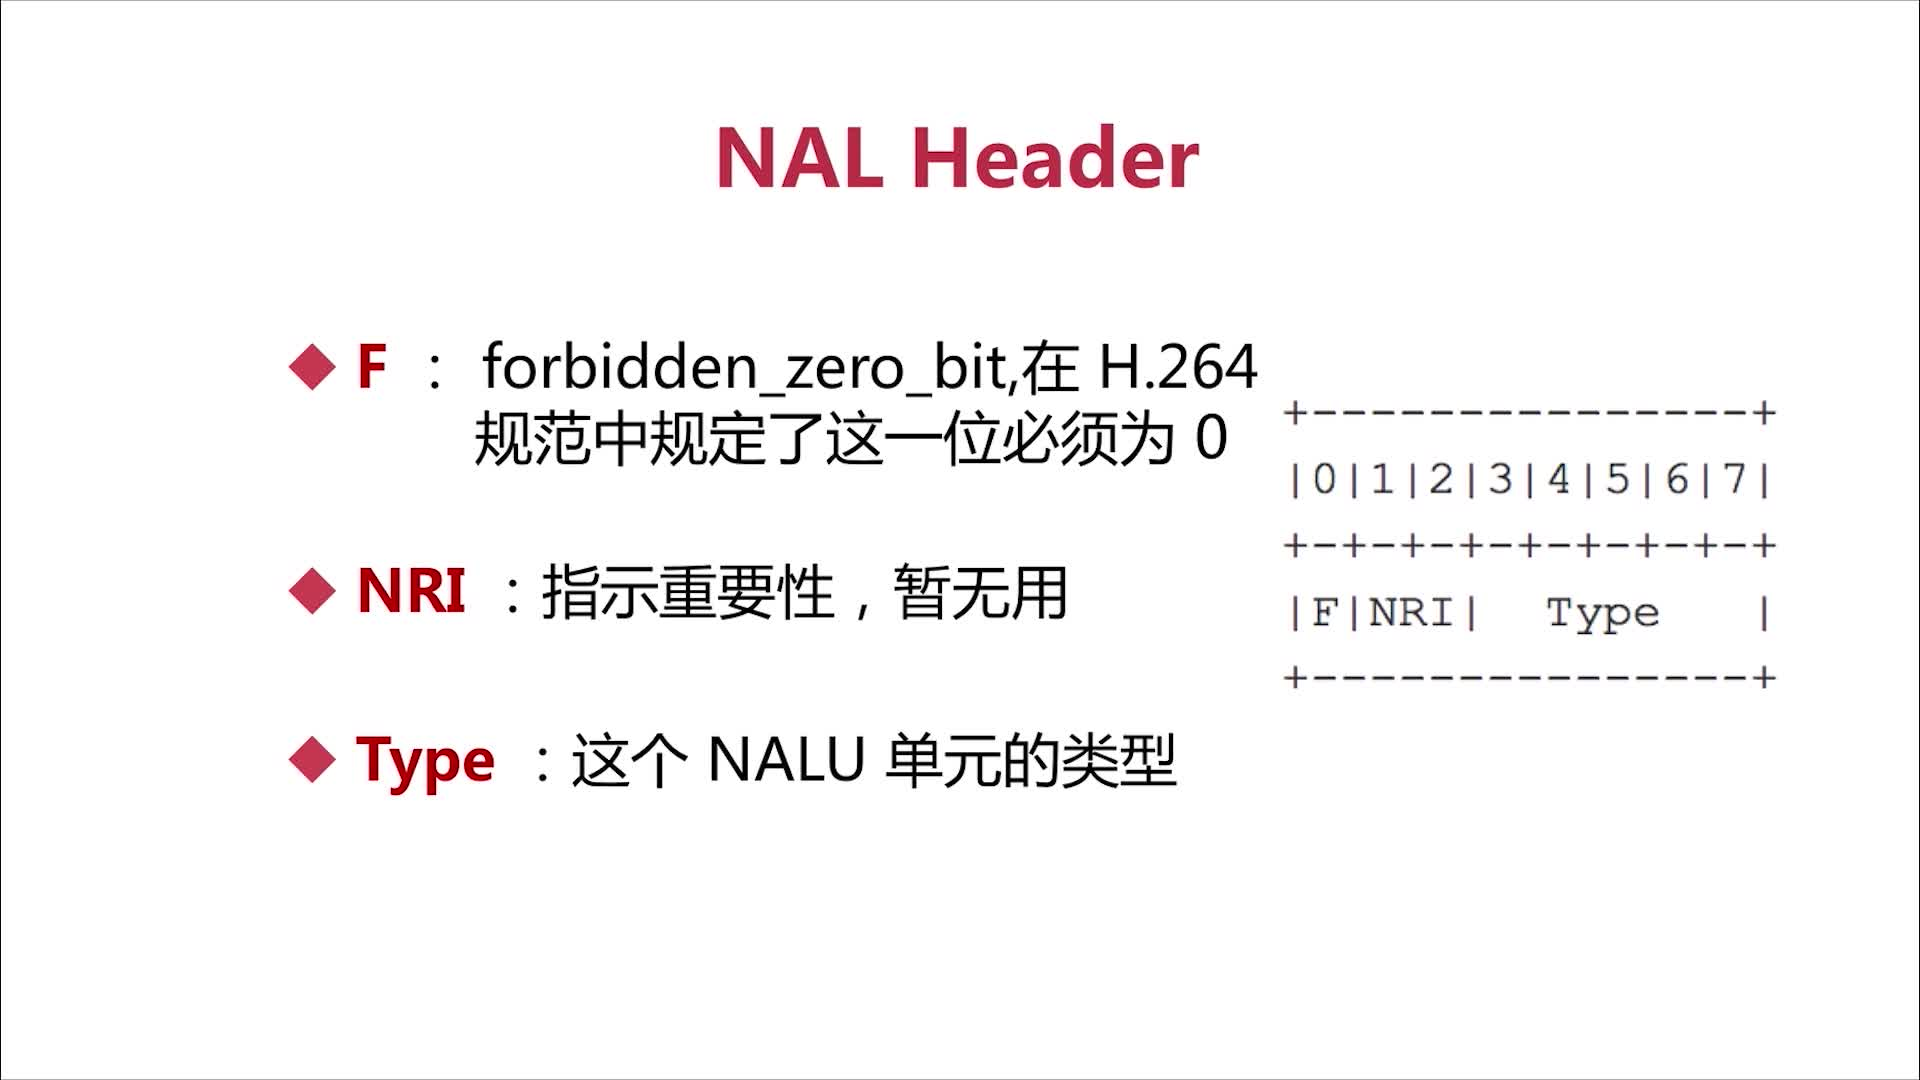 NAL Header
◆ F ： forbidden_zero_bit,在 H.264
规范中规定了这一位必须为 0
◆ NRI ：指示重要性，暂无用
◆ Type ：这个 NALU 单元的类型
+---------------+
|0|1|2|3|4|5|6|7|
+-+-+-+-+-+-+-+-+
|F|NRI|  Type   |
+---------------+